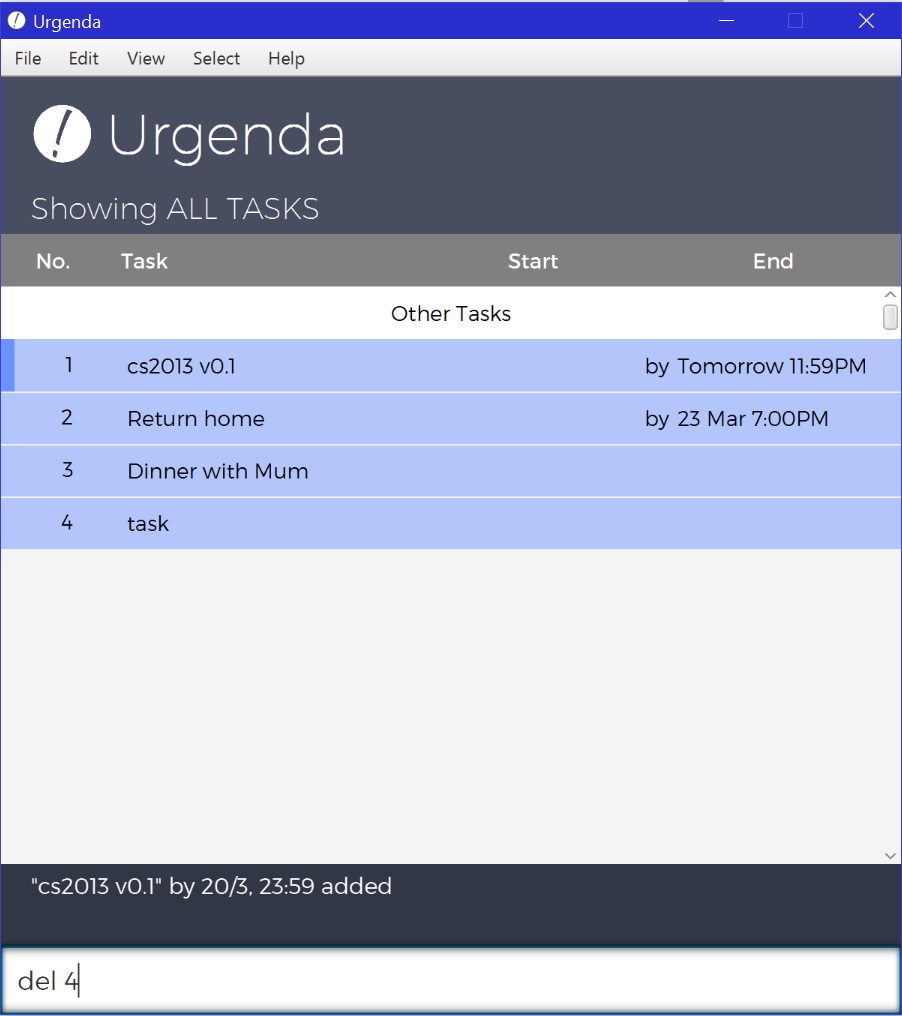 Urgenda
File Edit View Select Help
Urgenda
Showing ALL TASKS
No. Task Start End
Other Tasks
1 cs2013 v0.1 by Tomorrow 11:59PM
2 Return home by 23 Mar 7:00PM
3 Dinner with Mum
4 task
"cs2013 v0.1" by 20/3, 23:59 added
del 4